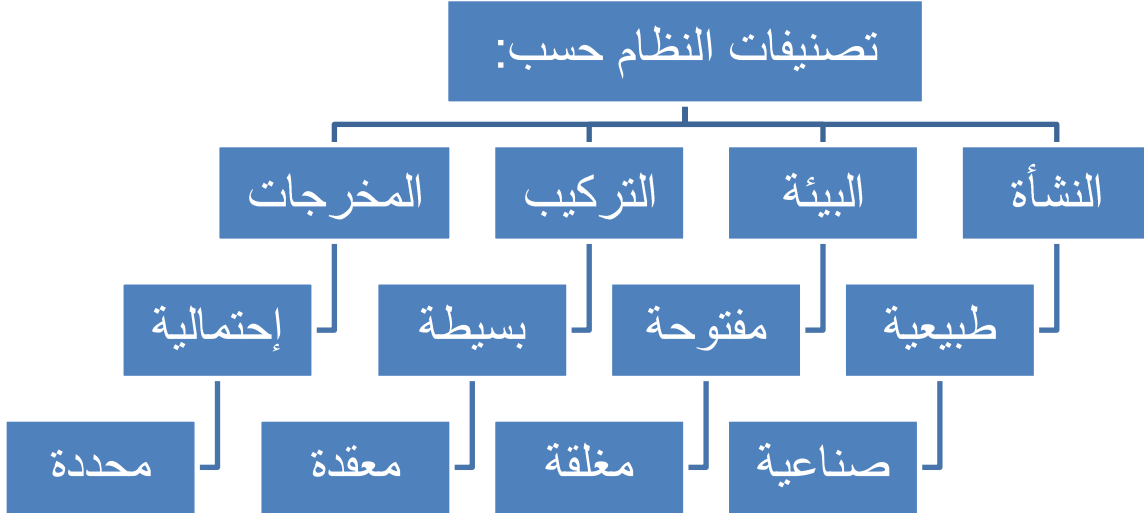 تصنيفات النظام حسب:
النشأة
البيئة
التركيب
المخرجات
طبيعية
مفتوحة
بسيطة
إحتمالية
صناعية
مغلقة
معقدة
محددة